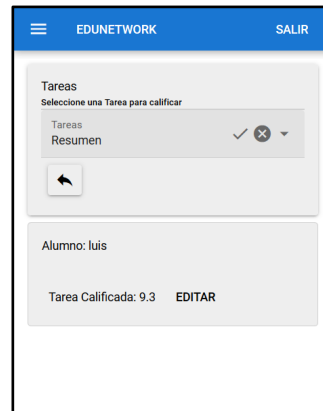 EDUNETWORK SALIR
Tareas
Seleccione una Tarea para calificar
Tareas
Resumen
Alumno: luis
Tarea Calificada: 9.3 EDITAR